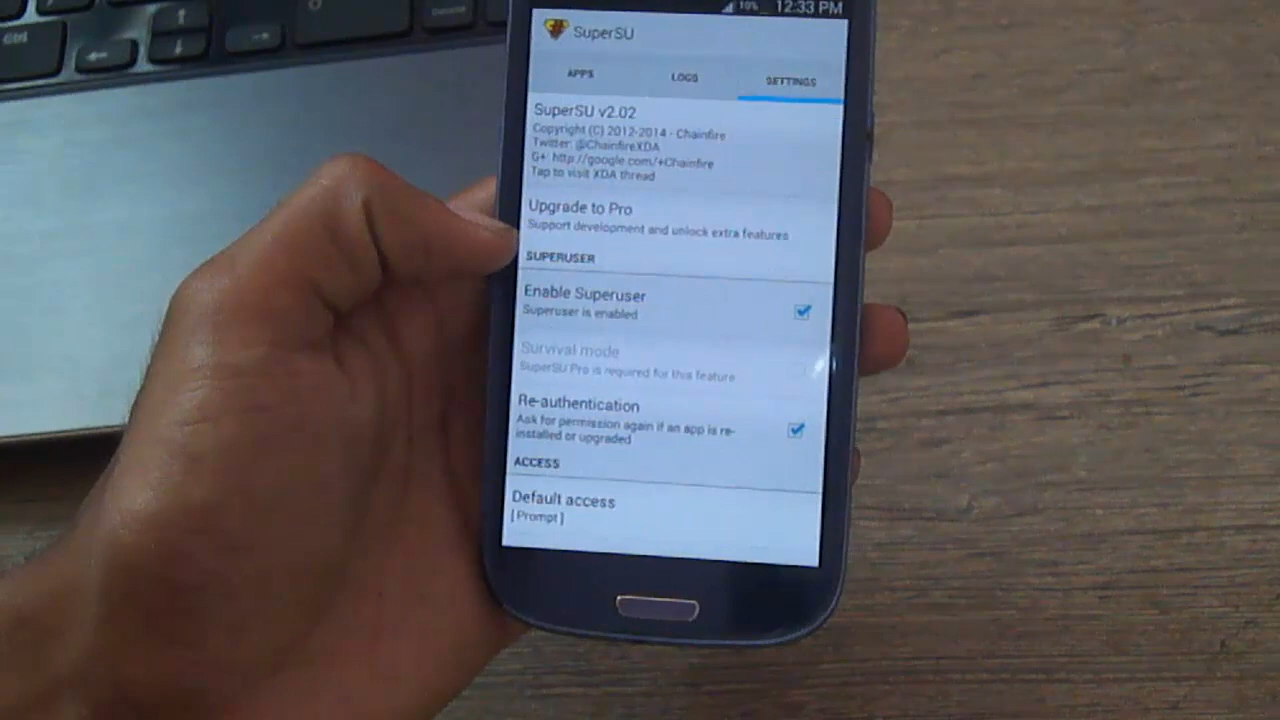 Ctrl
10% 12:33 PM
SuperSU
APPS LOGS SETTINGS
SuperSU v2.02
Copyright (C) 2012-2014 - Chainfire
Twitter: @ChainfireXDA
G+: http://google.com/+Chainfire
Tap to visit XDA thread
Upgrade to Pro
Support development and unlock extra features
SUPERUSER
Enable Superuser
Superuser is enabled
Survival mode
SuperSU Pro is required for this feature
Re-authentication
Ask for permission again if an app is re-
installed or upgraded
ACCESS
Default access
[ Prompt ]